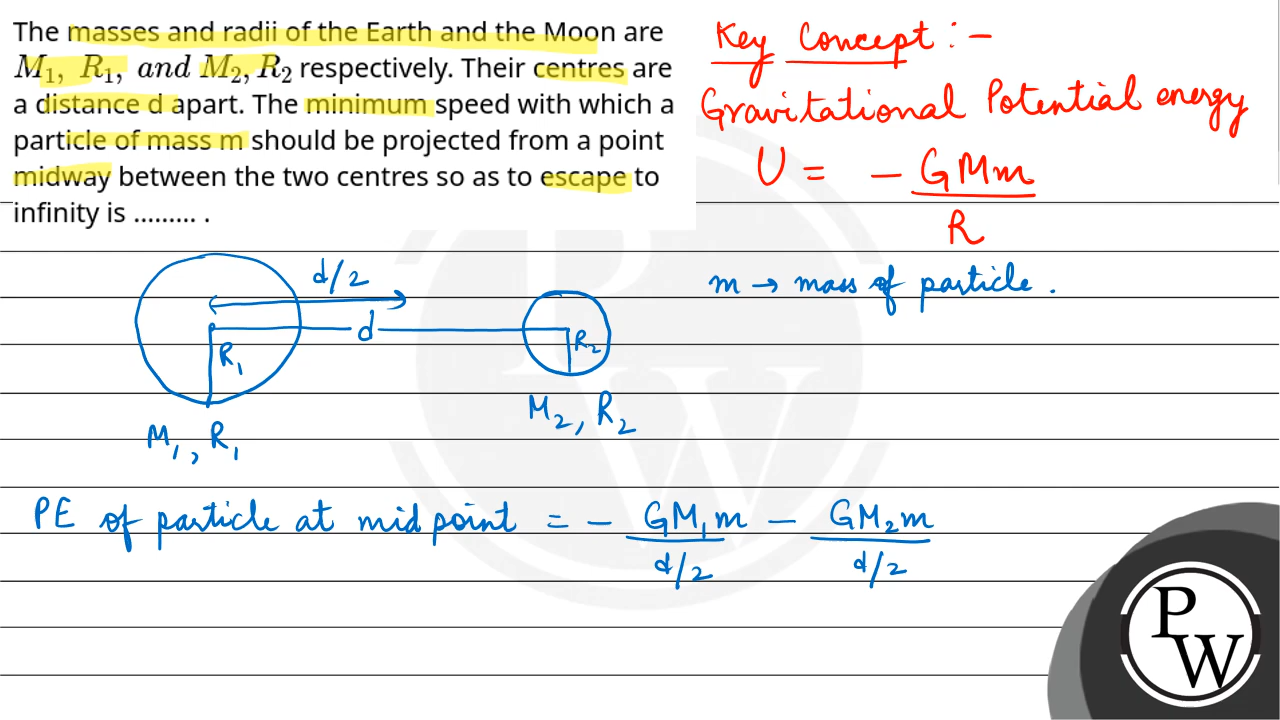 The masses and radii of the Earth and the Moon are
M₁, R₁, and M₂, R₂ respectively. Their centres are
a distance d apart. The minimum speed with which a
particle of mass m should be projected from a point
midway between the two centres so as to escape to
infinity is ......... .
Key Concept :-
Gravitational Potential energy
U = - GMm / R
m → mass of particle.
d/2
d
R₁
R₂
M₁, R₁
M₂, R₂
PE of particle at midpoint = - GM₁m / d/2 - GM₂m / d/2
P
W
PW